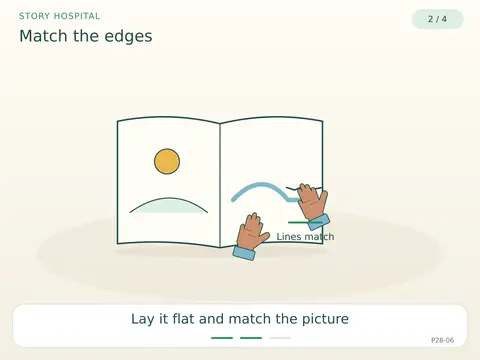 STORY HOSPITAL
2 / 4
Match the edges
Lines match
Lay it flat and match the picture
P28-06